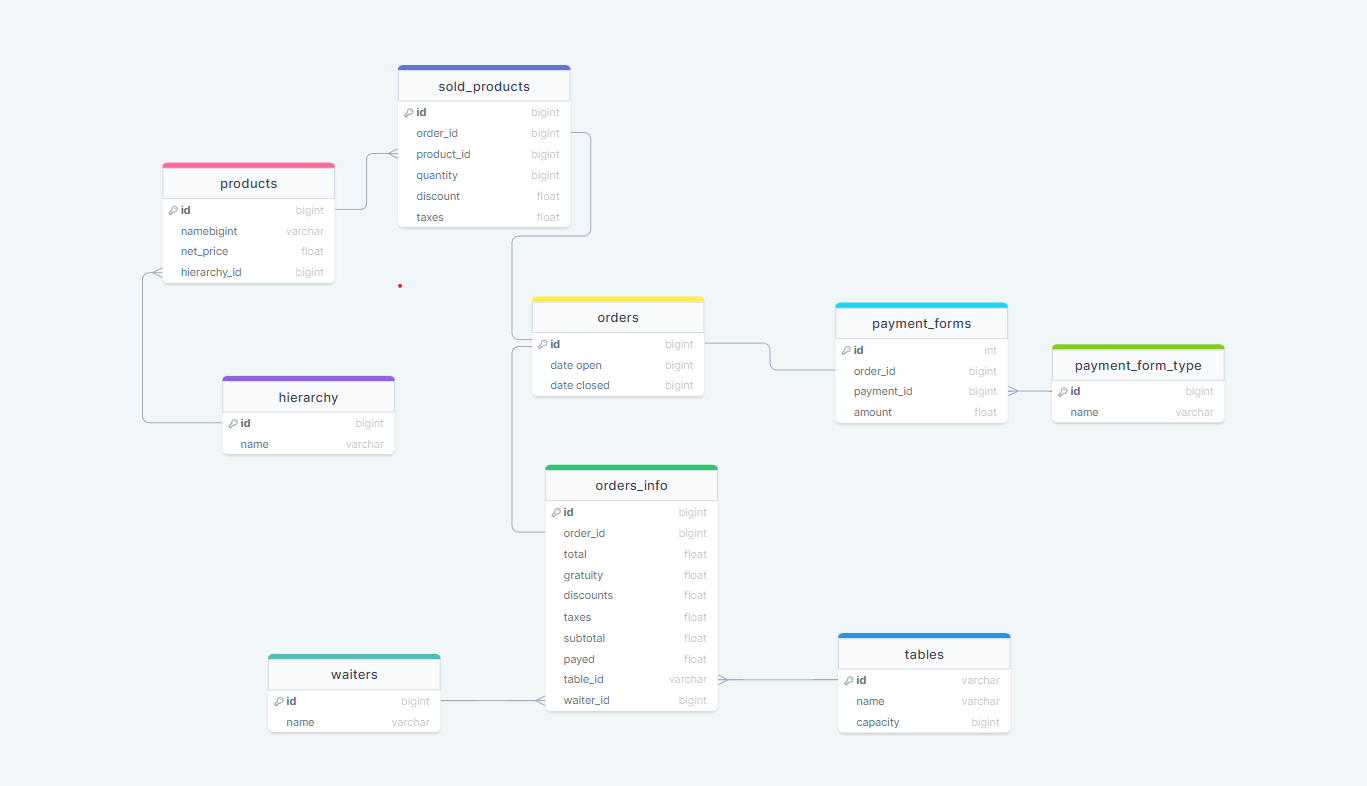 sold_products
id bigint
order_id bigint
product_id bigint
quantity bigint
discount float
taxes float
products
id bigint
namebigint varchar
net_price float
hierarchy_id bigint
orders
id bigint
date open bigint
date closed bigint
payment_forms
id int
order_id bigint
payment_id bigint
amount float
payment_form_type
id bigint
name varchar
hierarchy
id bigint
name varchar
orders_info
id bigint
order_id bigint
total float
gratuity float
discounts float
taxes float
subtotal float
payed float
table_id varchar
waiter_id bigint
waiters
id bigint
name varchar
tables
id varchar
name varchar
capacity bigint